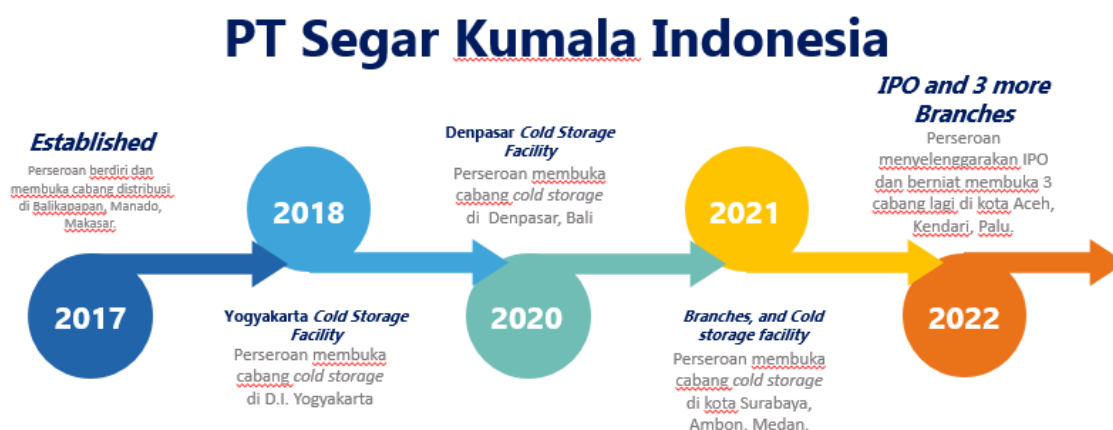 PT Segar Kumala Indonesia
Established
Perseroan berdiri dan
membuka cabang distribusi
di Balikapapan, Manado,
Makasar.
2017
2018
Yogyakarta Cold Storage
Facility
Perseroan membuka
cabang cold storage
di D.I. Yogyakarta
Denpasar Cold Storage
Facility
Perseroan membuka
cabang cold storage
di Denpasar, Bali
2020
2021
Branches, and Cold
storage facility
Perseroan membuka
cabang cold storage
di kota Surabaya,
Ambon, Medan.
IPO and 3 more
Branches
Perseroan
menyelenggarakan IPO
dan berniat membuka 3
cabang lagi di kota Aceh,
Kendari, Palu.
2022